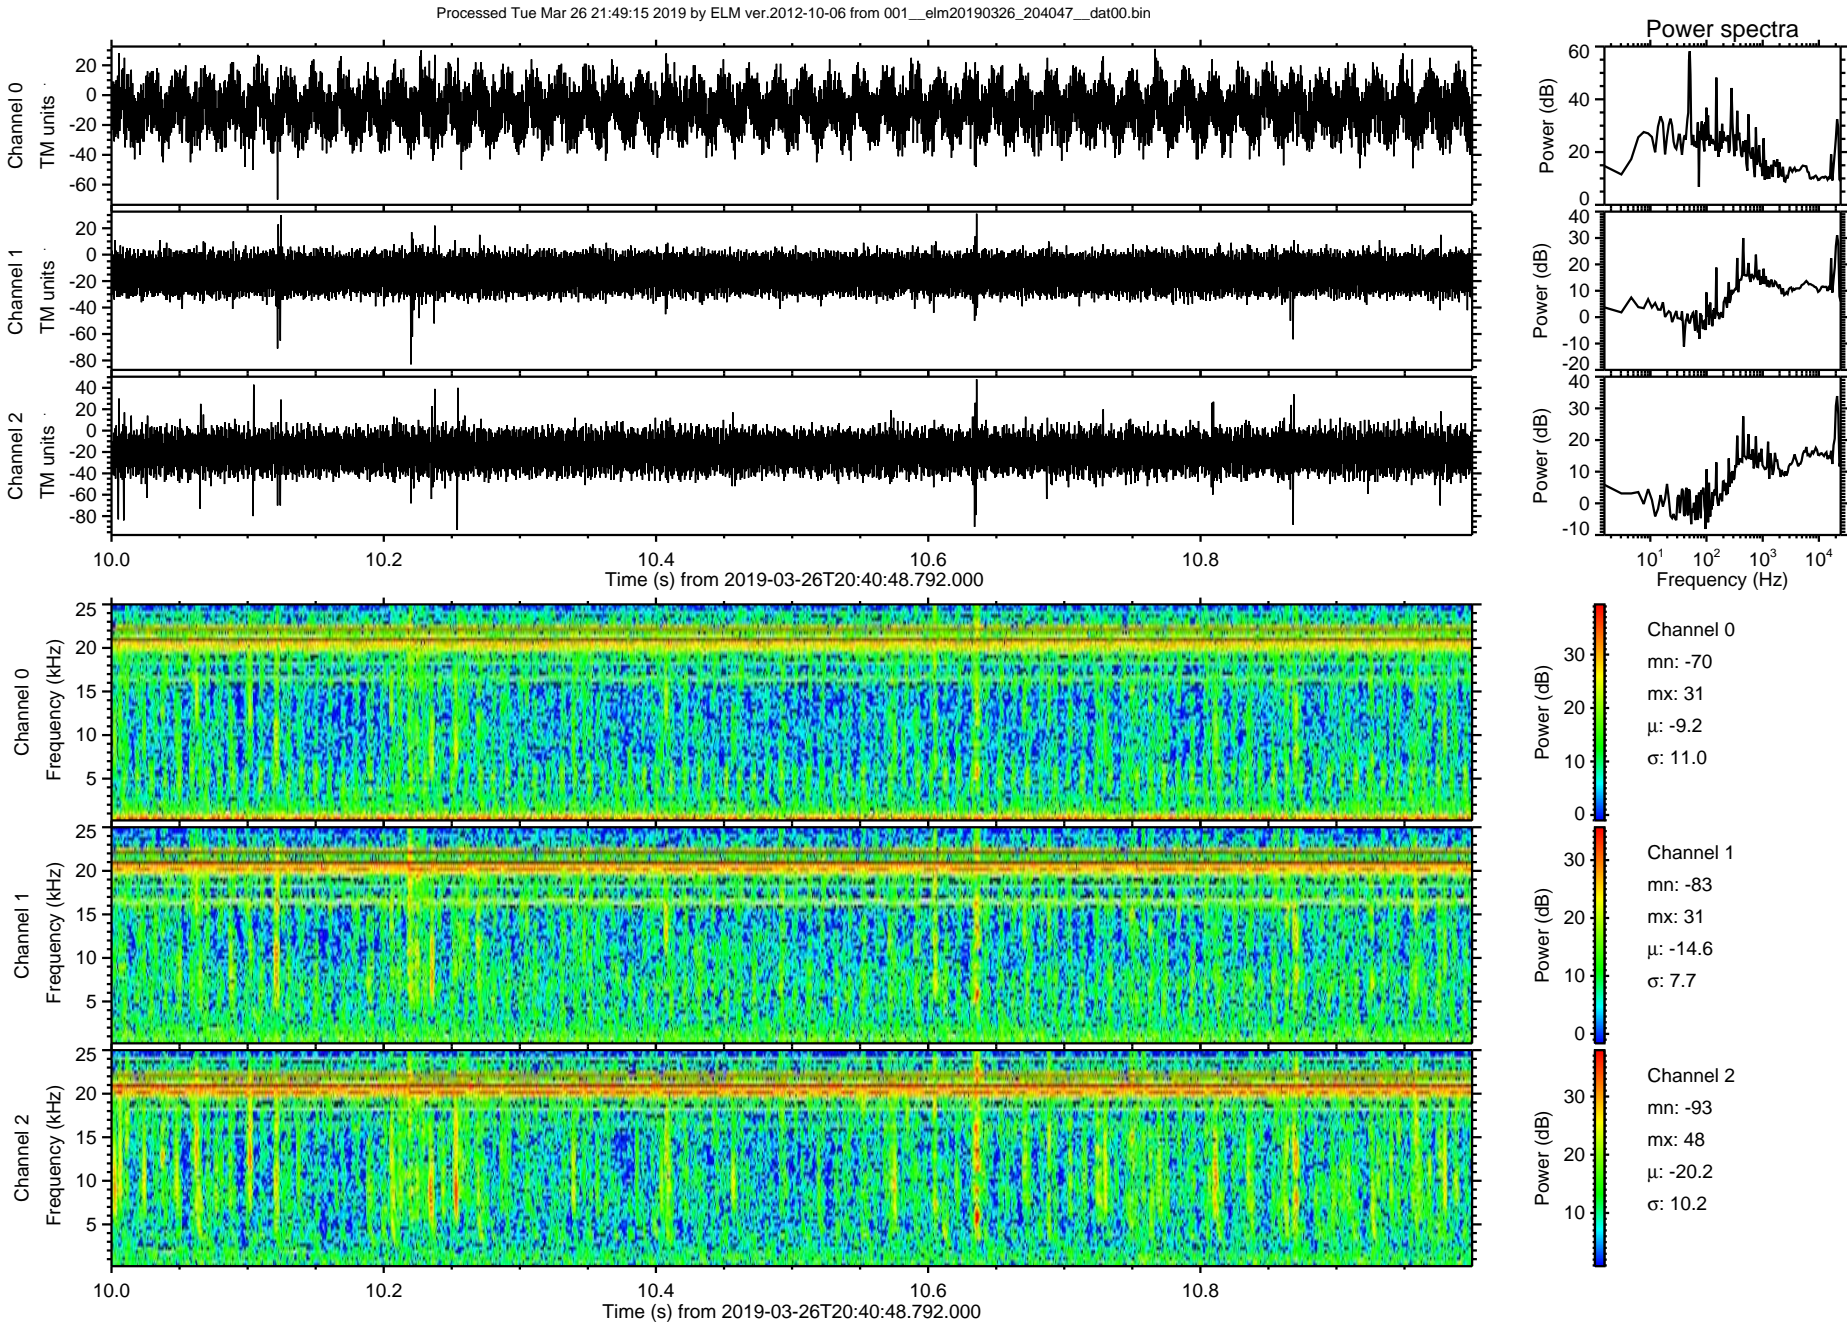 Processed Tue Mar 26 21:49:15 2019 by ELM ver.2012-10-06 from 001__elm20190326_204047__dat00.bin
Power spectra
Channel 0
TM units
20
0
-20
-40
-60
Channel 1
TM units
20
0
-20
-40
-60
-80
Channel 2
TM units
40
20
0
-20
-40
-60
-80
10.0 10.2 10.4 10.6 10.8
Time (s) from 2019-03-26T20:40:48.792.000
Power (dB)
60
40
20
0
Power (dB)
40
30
20
10
0
-10
-20
Power (dB)
40
30
20
10
0
-10
10^1 10^2 10^3 10^4
Frequency (Hz)
Channel 0
Frequency (kHz)
25
20
15
10
5
Channel 1
Frequency (kHz)
25
20
15
10
5
Channel 2
Frequency (kHz)
25
20
15
10
5
10.0 10.2 10.4 10.6 10.8
Time (s) from 2019-03-26T20:40:48.792.000
Power (dB)
30
20
10
0
Channel 0
mn: -70
mx: 31
μ: -9.2
σ: 11.0
Power (dB)
30
20
10
0
Channel 1
mn: -83
mx: 31
μ: -14.6
σ: 7.7
Power (dB)
30
20
10
Channel 2
mn: -93
mx: 48
μ: -20.2
σ: 10.2